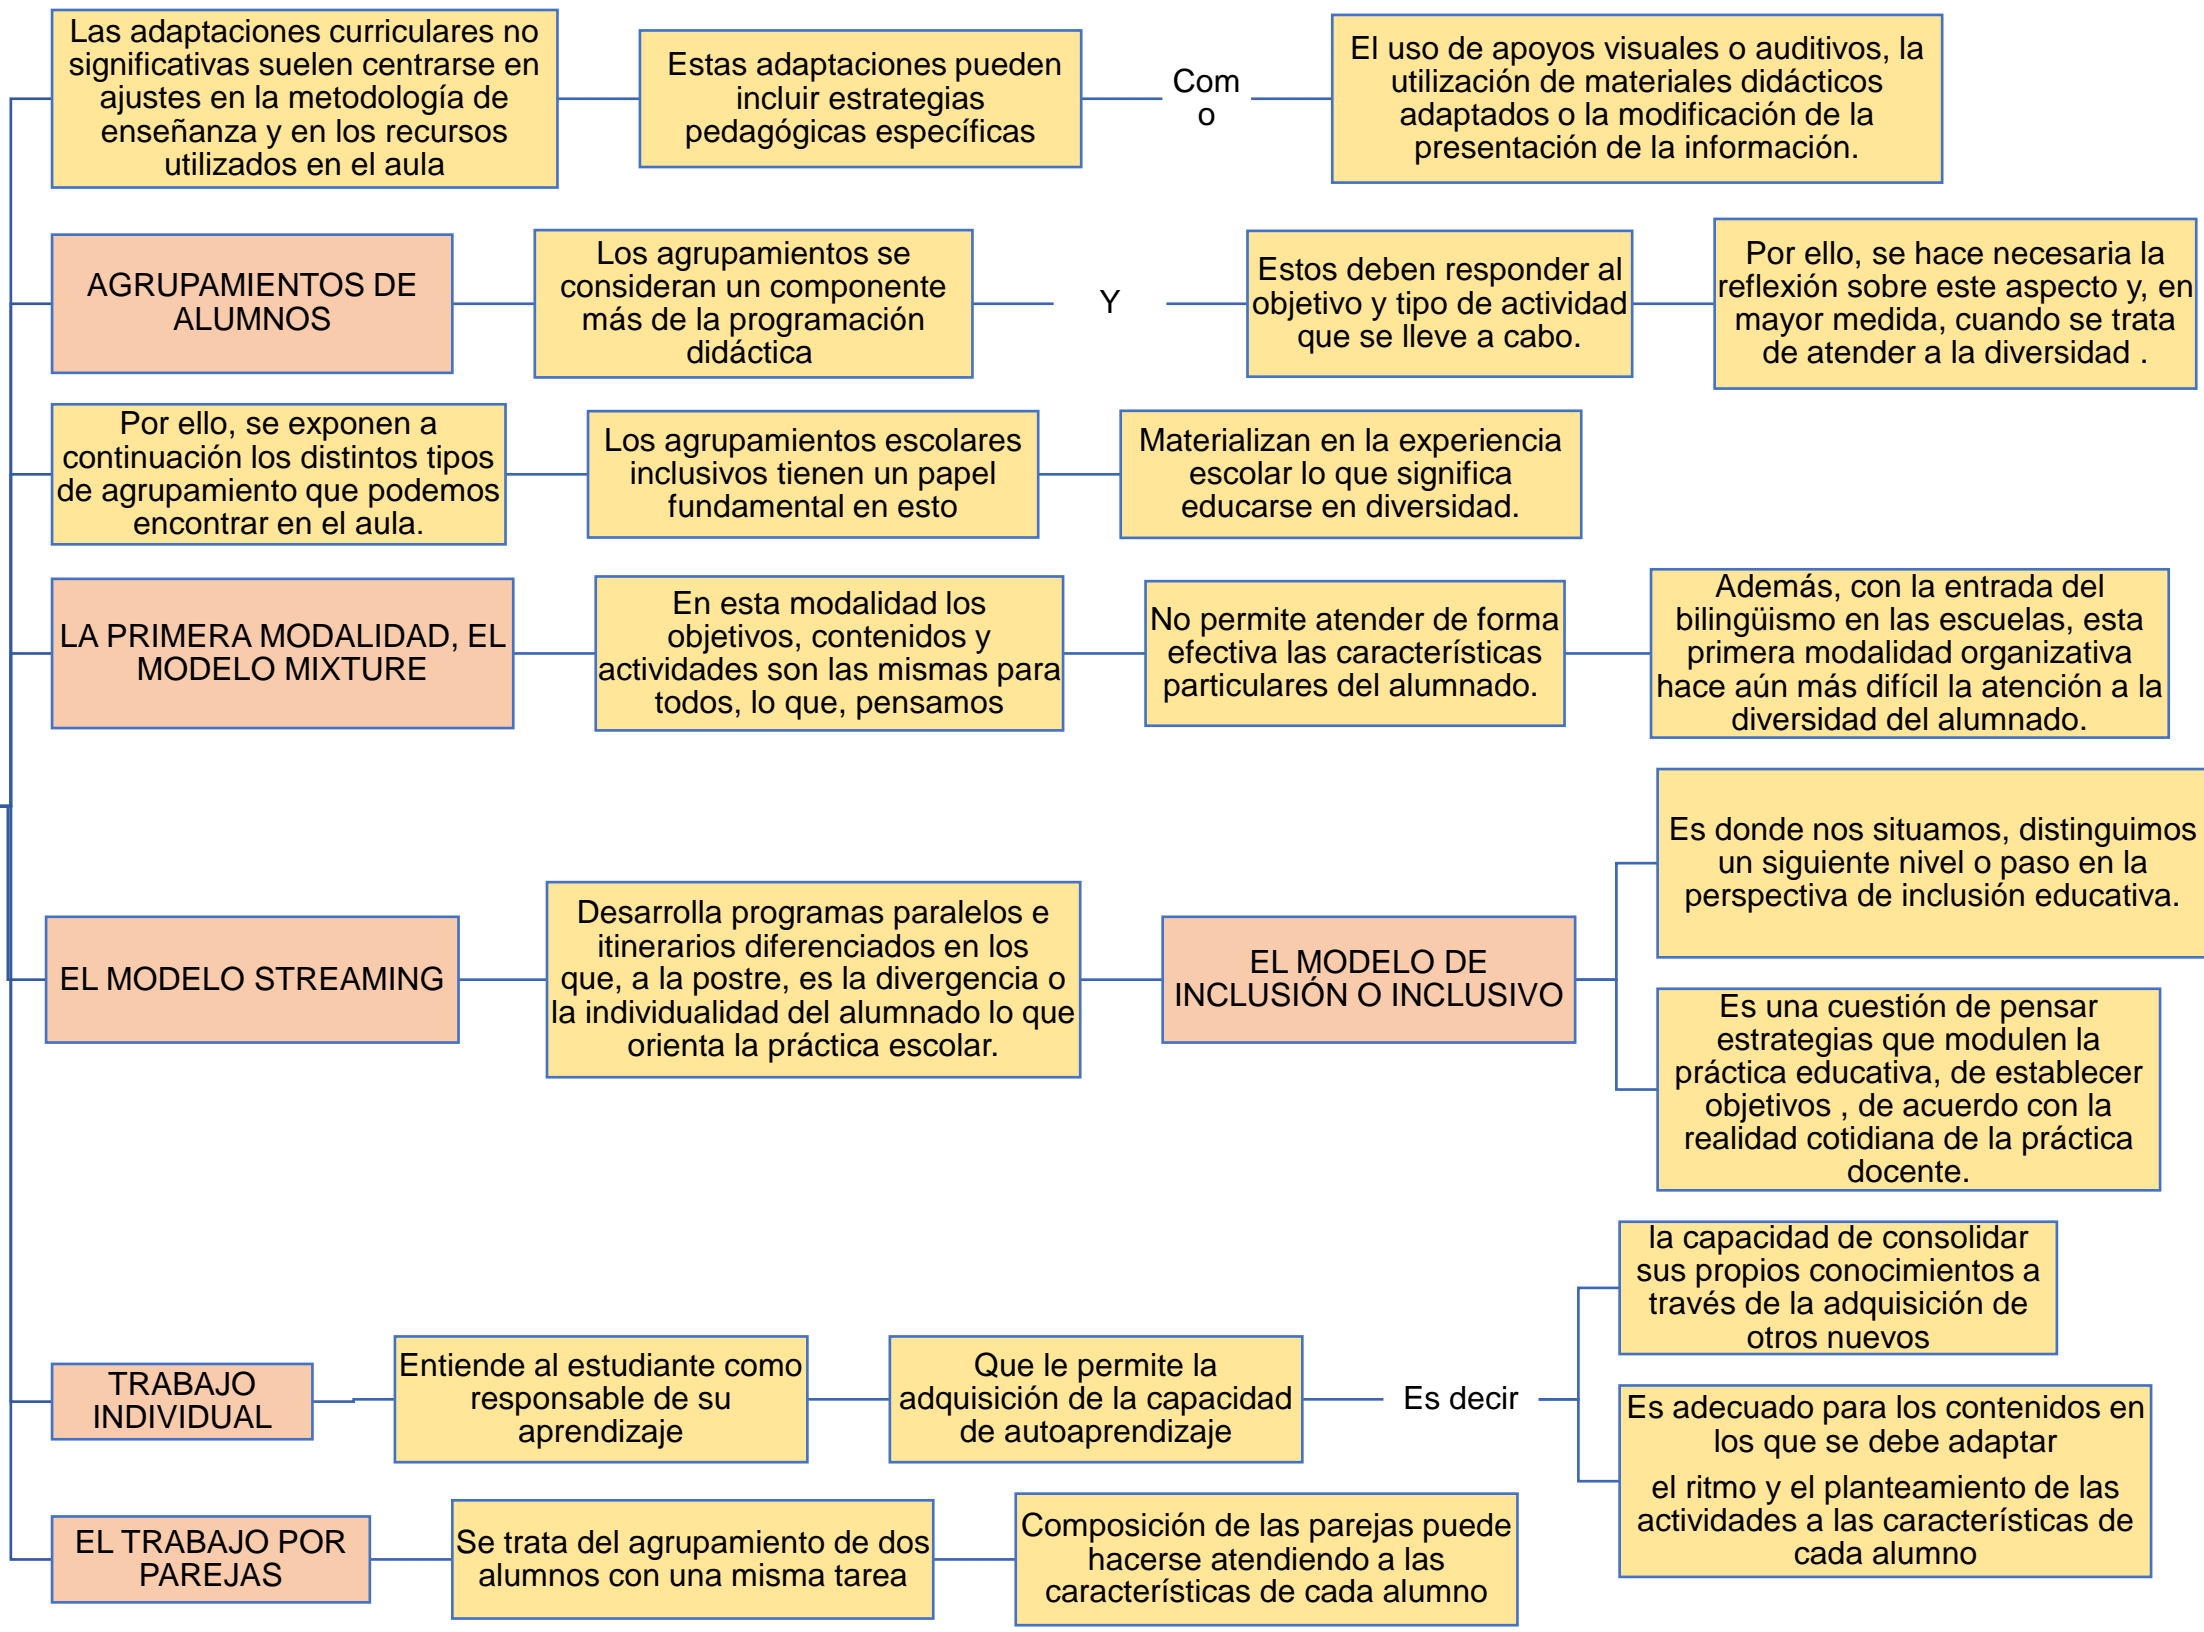 Las adaptaciones curriculares no
significativas suelen centrarse en
ajustes en la metodología de
enseñanza y en los recursos
utilizados en el aula
Estas adaptaciones pueden
incluir estrategias
pedagógicas específicas
Com
o
El uso de apoyos visuales o auditivos, la
utilización de materiales didácticos
adaptados o la modificación de la
presentación de la información.
AGRUPAMIENTOS DE
ALUMNOS
Los agrupamientos se
consideran un componente
más de la programación
didáctica
Y
Estos deben responder al
objetivo y tipo de actividad
que se lleve a cabo.
Por ello, se hace necesaria la
reflexión sobre este aspecto y, en
mayor medida, cuando se trata
de atender a la diversidad .
Por ello, se exponen a
continuación los distintos tipos
de agrupamiento que podemos
encontrar en el aula.
Los agrupamientos escolares
inclusivos tienen un papel
fundamental en esto
Materializan en la experiencia
escolar lo que significa
educarse en diversidad.
LA PRIMERA MODALIDAD, EL
MODELO MIXTURE
En esta modalidad los
objetivos, contenidos y
actividades son las mismas para
todos, lo que, pensamos
No permite atender de forma
efectiva las características
particulares del alumnado.
Además, con la entrada del
bilingüismo en las escuelas, esta
primera modalidad organizativa
hace aún más difícil la atención a la
diversidad del alumnado.
EL MODELO STREAMING
Desarrolla programas paralelos e
itinerarios diferenciados en los
que, a la postre, es la divergencia o
la individualidad del alumnado lo que
orienta la práctica escolar.
EL MODELO DE
INCLUSIÓN O INCLUSIVO
Es donde nos situamos, distinguimos
un siguiente nivel o paso en la
perspectiva de inclusión educativa.
Es una cuestión de pensar
estrategias que modulen la
práctica educativa, de establecer
objetivos , de acuerdo con la
realidad cotidiana de la práctica
docente.
TRABAJO
INDIVIDUAL
Entiende al estudiante como
responsable de su
aprendizaje
Que le permite la
adquisición de la capacidad
de autoaprendizaje
Es decir
la capacidad de consolidar
sus propios conocimientos a
través de la adquisición de
otros nuevos
Es adecuado para los contenidos en
los que se debe adaptar
el ritmo y el planteamiento de las
actividades a las características de
cada alumno
EL TRABAJO POR
PAREJAS
Se trata del agrupamiento de dos
alumnos con una misma tarea
Composición de las parejas puede
hacerse atendiendo a las
características de cada alumno